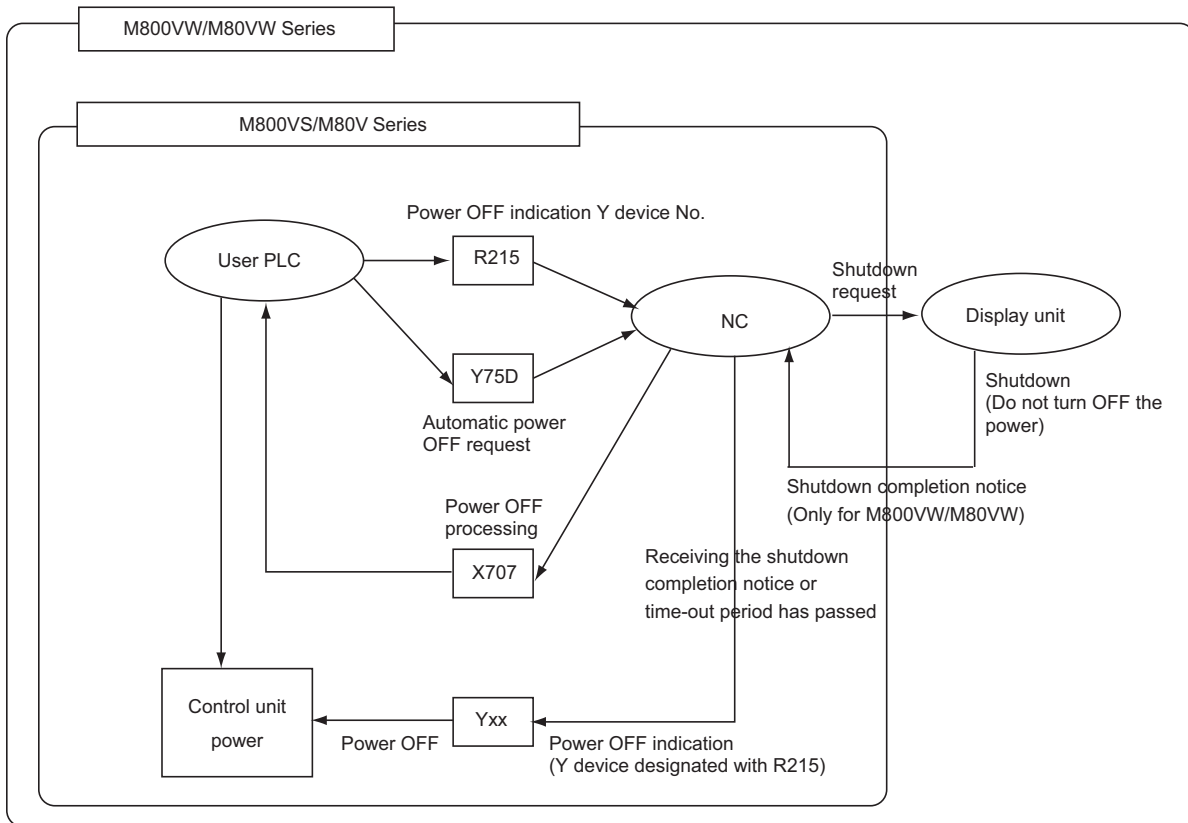 M800VW/M80VW Series
M800VS/M80V Series
Power OFF indication Y device No.
User PLC
R215
Shutdown
request
NC
Display unit
Y75D
Automatic power
OFF request
Shutdown
(Do not turn OFF the
power)
Shutdown completion notice
(Only for M800VW/M80VW)
Power OFF
processing
X707
Receiving the shutdown
completion notice or
time-out period has passed
Control unit
power
Yxx
Power OFF
Power OFF indication
(Y device designated with R215)